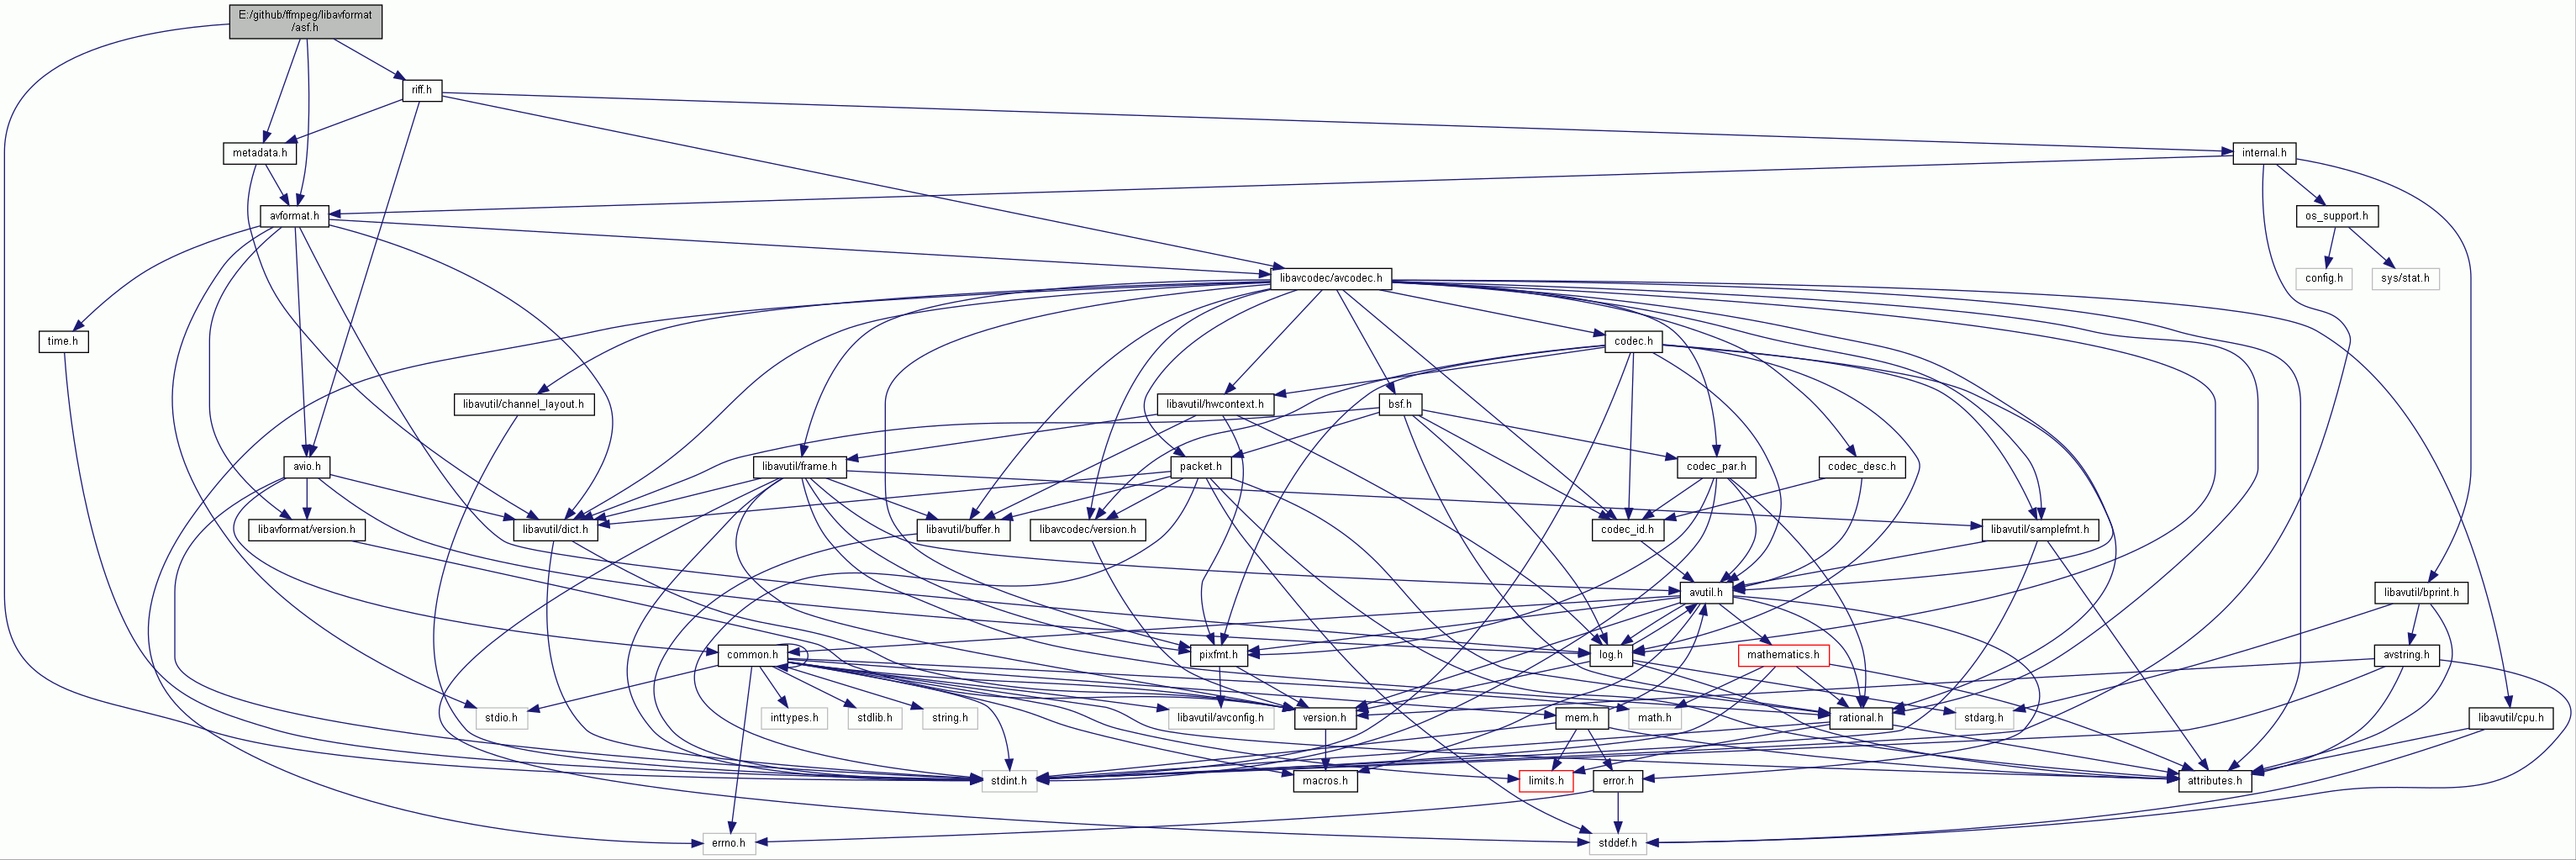 E:/github/ffmpeg/libavformat
/asf.h
riff.h
metadata.h
internal.h
avformat.h
os_support.h
libavcodec/avcodec.h
config.h
sys/stat.h
time.h
codec.h
libavutil/channel_layout.h
libavutil/hwcontext.h
bsf.h
avio.h
libavutil/frame.h
packet.h
codec_par.h
codec_desc.h
libavformat/version.h
libavutil/dict.h
libavutil/buffer.h
libavcodec/version.h
codec_id.h
libavutil/samplefmt.h
avutil.h
libavutil/bprint.h
common.h
pixfmt.h
log.h
mathematics.h
avstring.h
stdio.h
inttypes.h
stdlib.h
string.h
libavutil/avconfig.h
version.h
mem.h
math.h
rational.h
stdarg.h
libavutil/cpu.h
stdint.h
macros.h
limits.h
error.h
attributes.h
errno.h
stddef.h